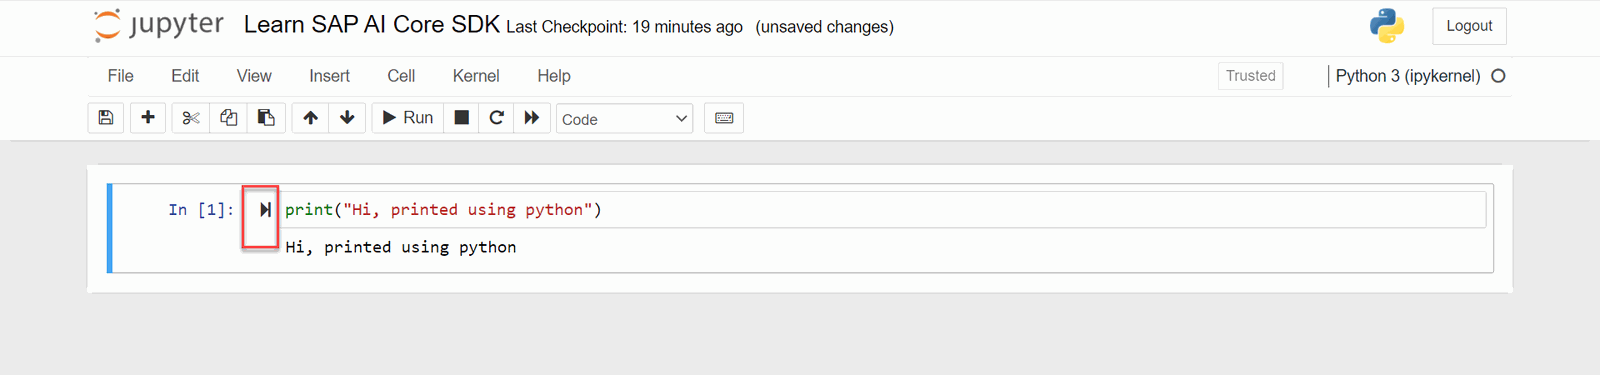 jupyter Learn SAP AI Core SDK Last Checkpoint: 19 minutes ago (unsaved changes) Logout
File Edit View Insert Cell Kernel Help Trusted Python 3 (ipykernel)
Run Code
In [1]: print("Hi, printed using python")
Hi, printed using python